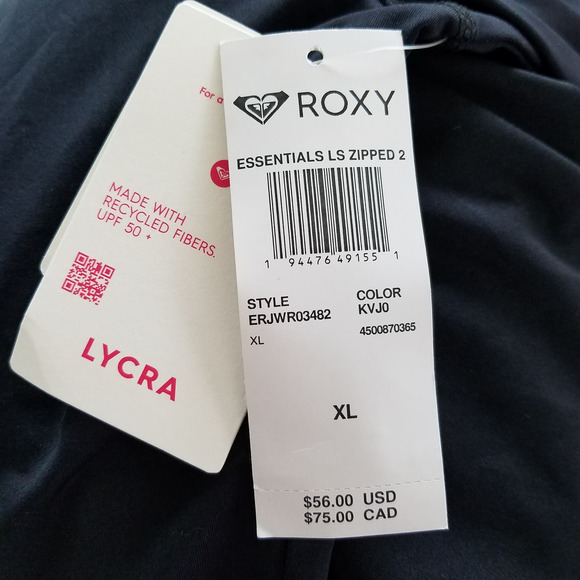 For a
MADE WITH
RECYCLED FIBERS.
UPF 50 +
LYCRA
ROXY
ESSENTIALS LS ZIPPED 2
1 94476 49155 1
STYLE COLOR
ERJWR03482 KVJ0
XL 4500870365
XL
$56.00 USD
$75.00 CAD